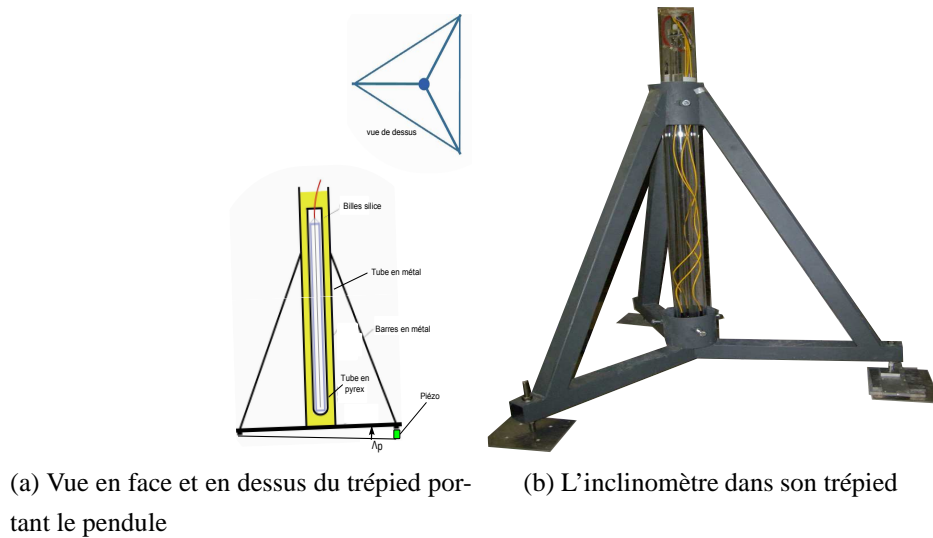 vue de dessus
Billes silice
Tube en métal
Barres en métal
Tube en
pyrex
Piézo
Λp
(a) Vue en face et en dessus du trépied por-
tant le pendule
(b) L’inclinomètre dans son trépied